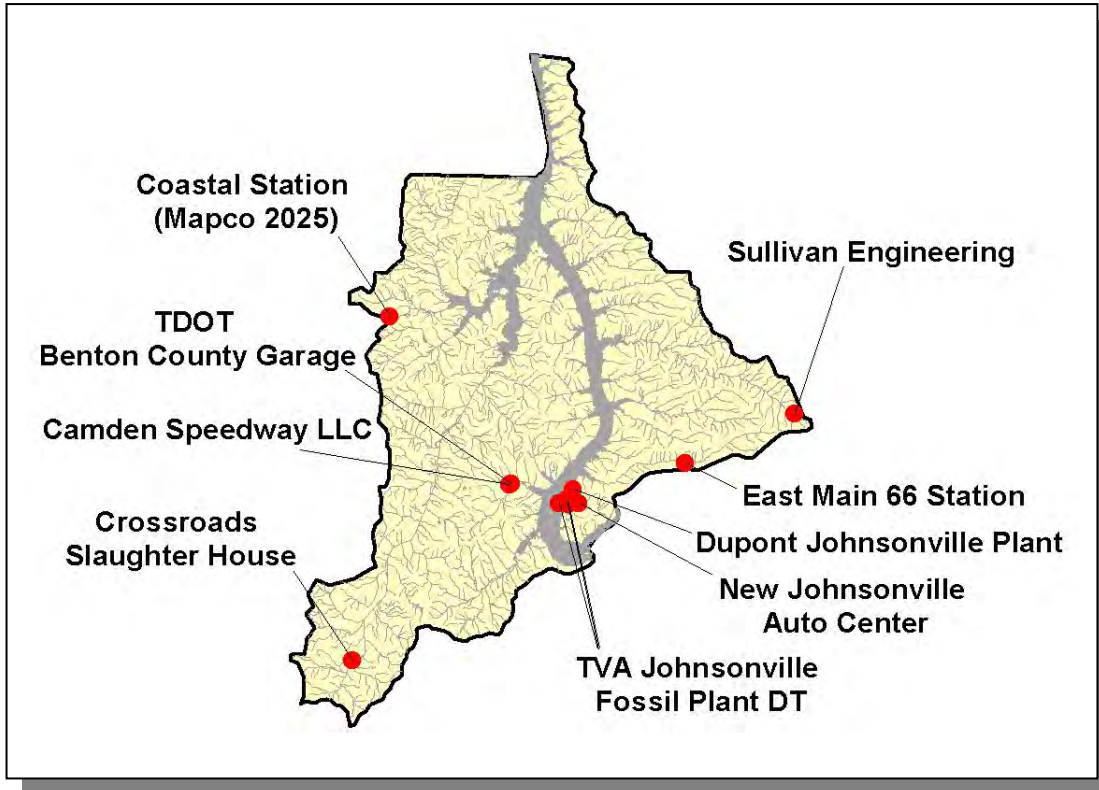 Coastal Station
(Mapco 2025)
Sullivan Engineering
TDOT
Benton County Garage
Camden Speedway LLC
East Main 66 Station
Crossroads
Slaughter House
Dupont Johnsonville Plant
New Johnsonville
Auto Center
TVA Johnsonville
Fossil Plant DT